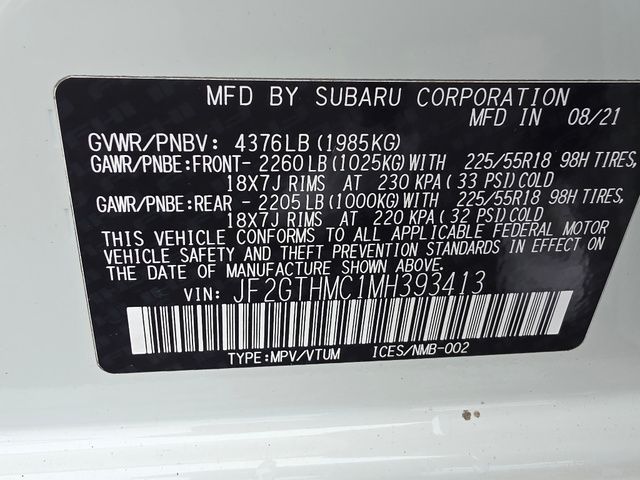 MFD BY SUBARU CORPORATION
MFD IN 08/21
GVWR/PNBV: 4376LB (1985KG)
GAWR/PNBE:FRONT- 2260 LB (1025KG) WITH 225/55R18 98H TIRES,
18X7J RIMS AT 230 KPA (33 PSI) COLD
GAWR/PNBE:REAR - 2205 LB (1000KG) WITH 225/55R18 98H TIRES,
18X7J RIMS AT 220 KPA (32 PSI) COLD
THIS VEHICLE CONFORMS TO ALL APPLICABLE FEDERAL MOTOR
VEHICLE SAFETY AND THEFT PREVENTION STANDARDS IN EFFECT ON
THE DATE OF MANUFACTURE SHOWN ABOVE.
VIN: JF2GTHMC1MH393413
TYPE:MPV/VTUM ICES/NMB-002